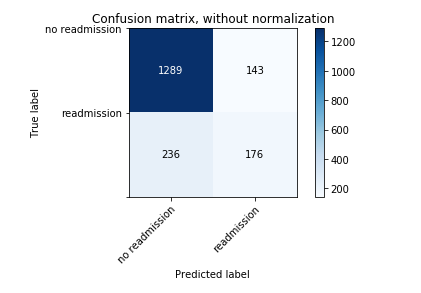 Confusion matrix, without normalization
no readmission
readmission
True label
1289
143
236
176
no readmission
readmission
Predicted label
1200
1000
800
600
400
200